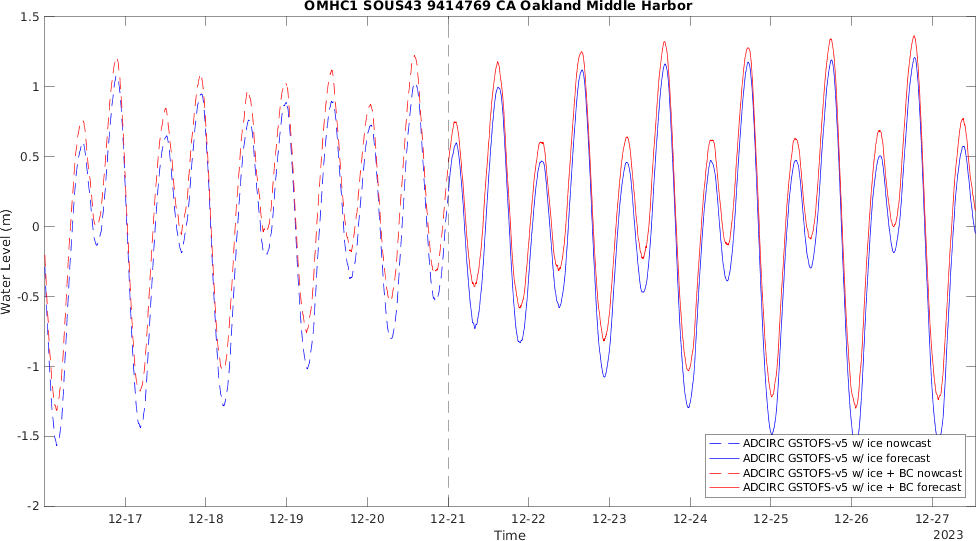 OMHC1 SOUS43 9414769 CA Oakland Middle Harbor
1.5
1
0.5
0
-0.5
-1
-1.5
-2
Water Level (m)
ADCIRC GSTOFS-v5 w/ ice nowcast
ADCIRC GSTOFS-v5 w/ ice forecast
ADCIRC GSTOFS-v5 w/ ice + BC nowcast
ADCIRC GSTOFS-v5 w/ ice + BC forecast
12-17 12-18 12-19 12-20 12-21 12-22 12-23 12-24 12-25 12-26 12-27
Time
2023